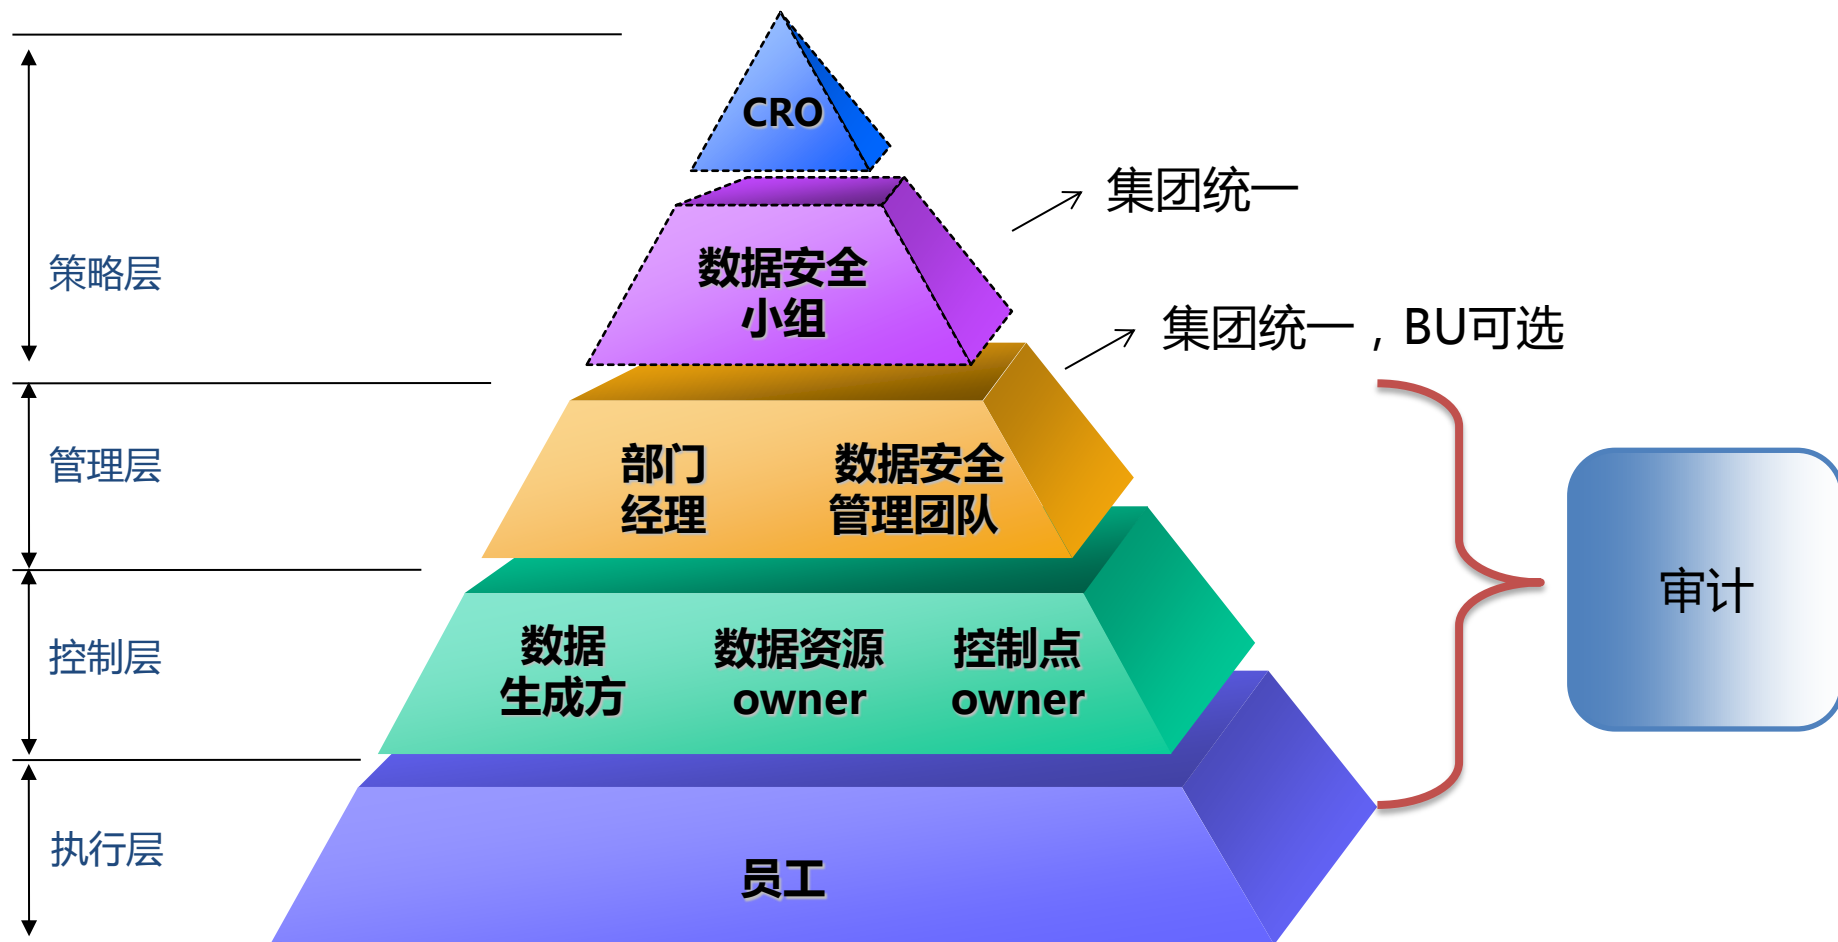 CRO
集团统一
策略层
数据安全
小组
集团统一，BU可选
管理层
部门
经理
数据安全
管理团队
审计
控制层
数据
生成方
数据资源
owner
控制点
owner
执行层
员工